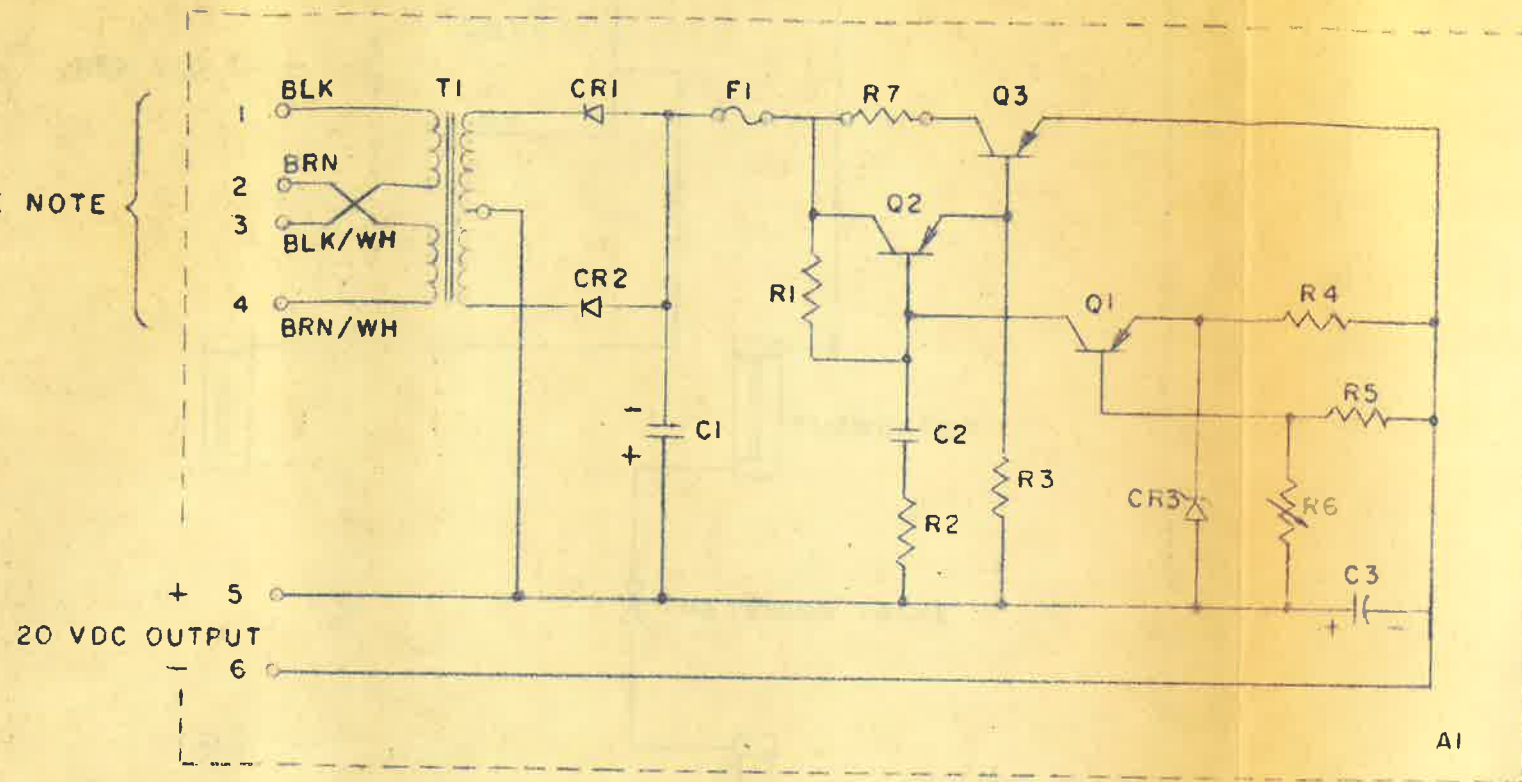 BLK
T1
CR1
F1
R7
Q3
1
BRN
2
NOTE
3
BLK/WH
Q2
CR2
R1
4
BRN/WH
Q1
R4
R5
-
+
C1
C2
R3
CR3
R6
R2
C3
+ 5
20 VDC OUTPUT
- 6
+ -
A1